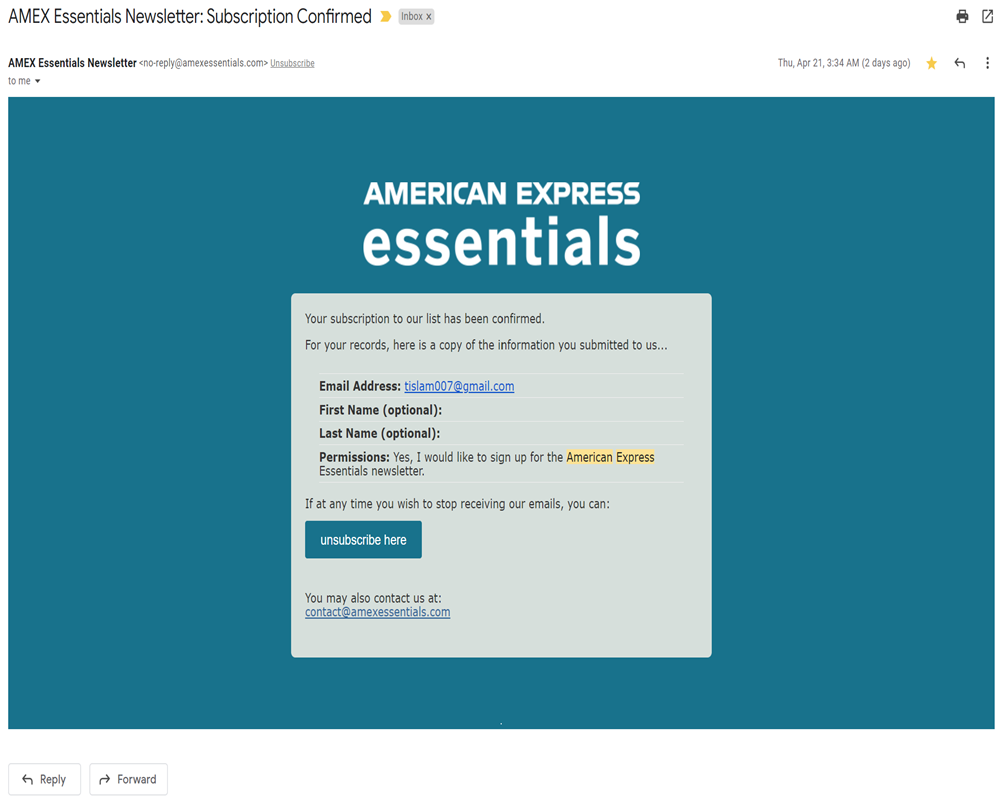 AMEX Essentials Newsletter: Subscription Confirmed Inbox x
AMEX Essentials Newsletter <no-reply@amexessentials.com> Unsubscribe Thu, Apr 21, 3:34 AM (2 days ago)
to me
AMERICAN EXPRESS
essentials
Your subscription to our list has been confirmed.
For your records, here is a copy of the information you submitted to us...
Email Address: tislam007@gmail.com
First Name (optional):
Last Name (optional):
Permissions: Yes, I would like to sign up for the American Express
Essentials newsletter.
If at any time you wish to stop receiving our emails, you can:
unsubscribe here
You may also contact us at:
contact@amexessentials.com
.
Reply Forward